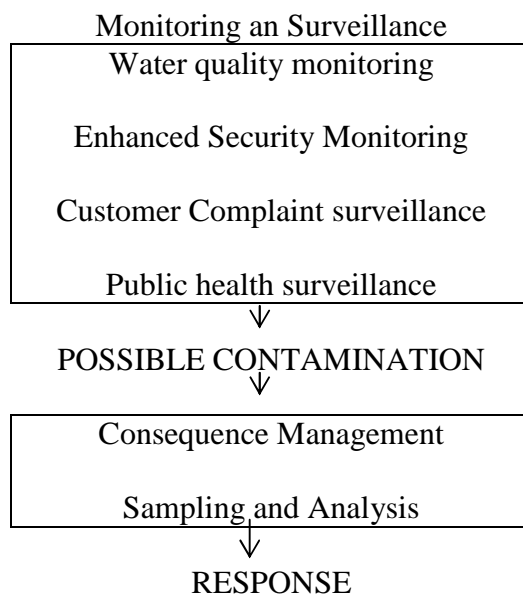 Monitoring an Surveillance
Water quality monitoring
Enhanced Security Monitoring
Customer Complaint surveillance
Public health surveillance
POSSIBLE CONTAMINATION
Consequence Management
Sampling and Analysis
RESPONSE